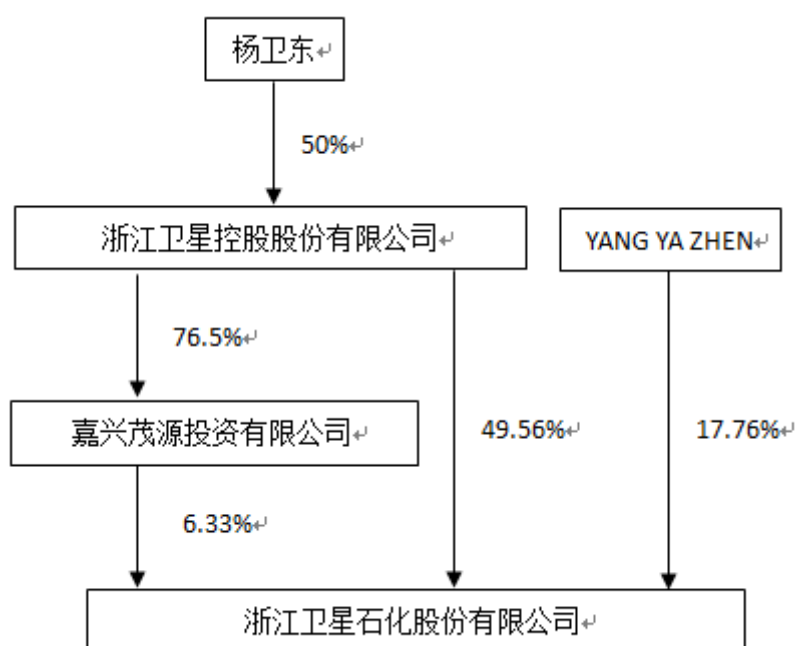 杨卫东
50%
浙江卫星控股股份有限公司
YANG YA ZHEN
76.5%
嘉兴茂源投资有限公司
49.56%
17.76%
6.33%
浙江卫星石化股份有限公司